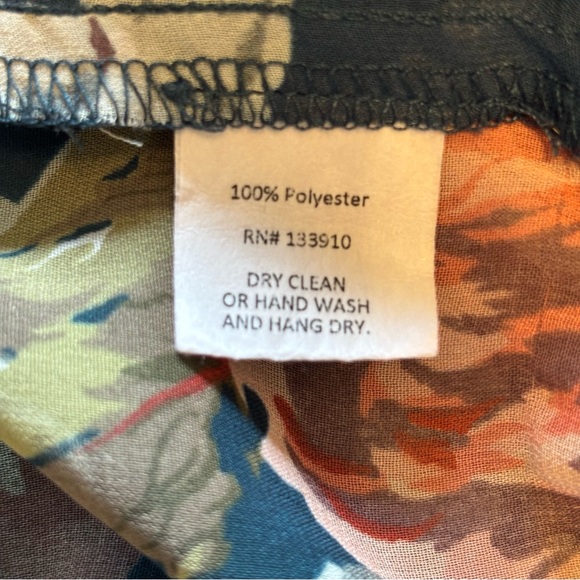 100% Polyester
RN# 133910
DRY CLEAN
OR HAND WASH
AND HANG DRY.